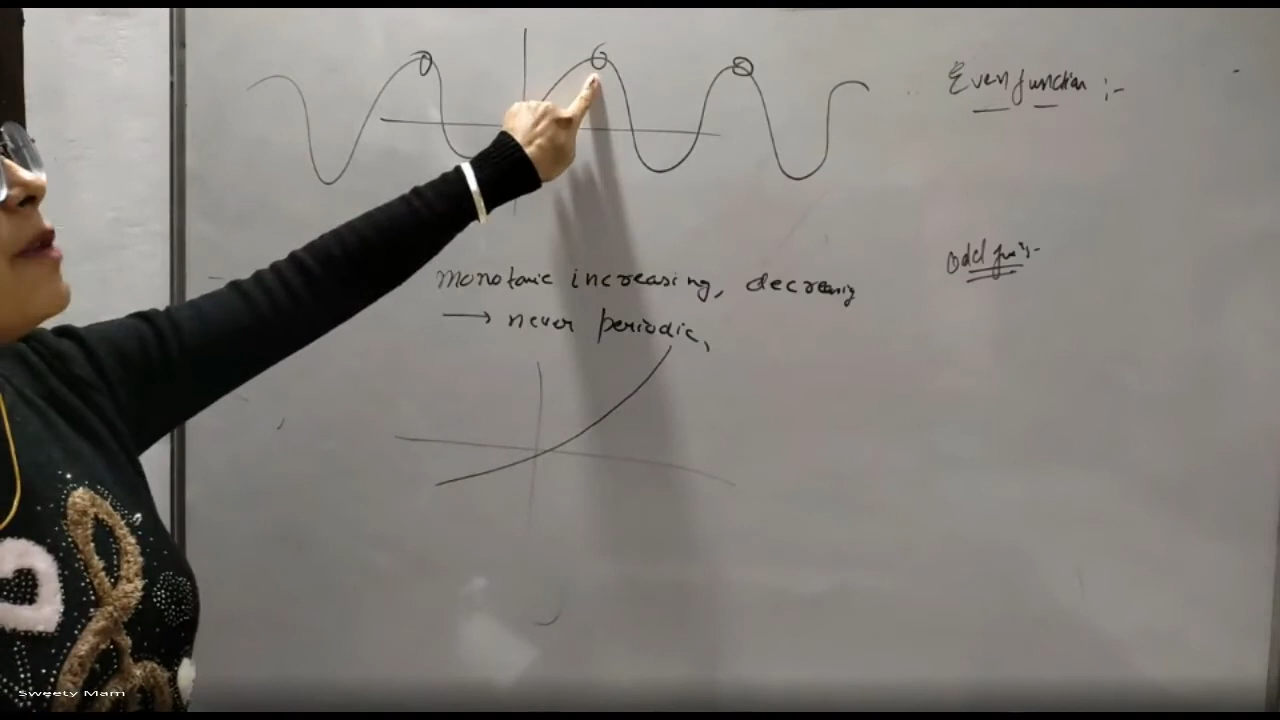 Even function :-
Odd fun's:-
monotonic increasing, decreasing
→ never periodic,
Sweety Mam